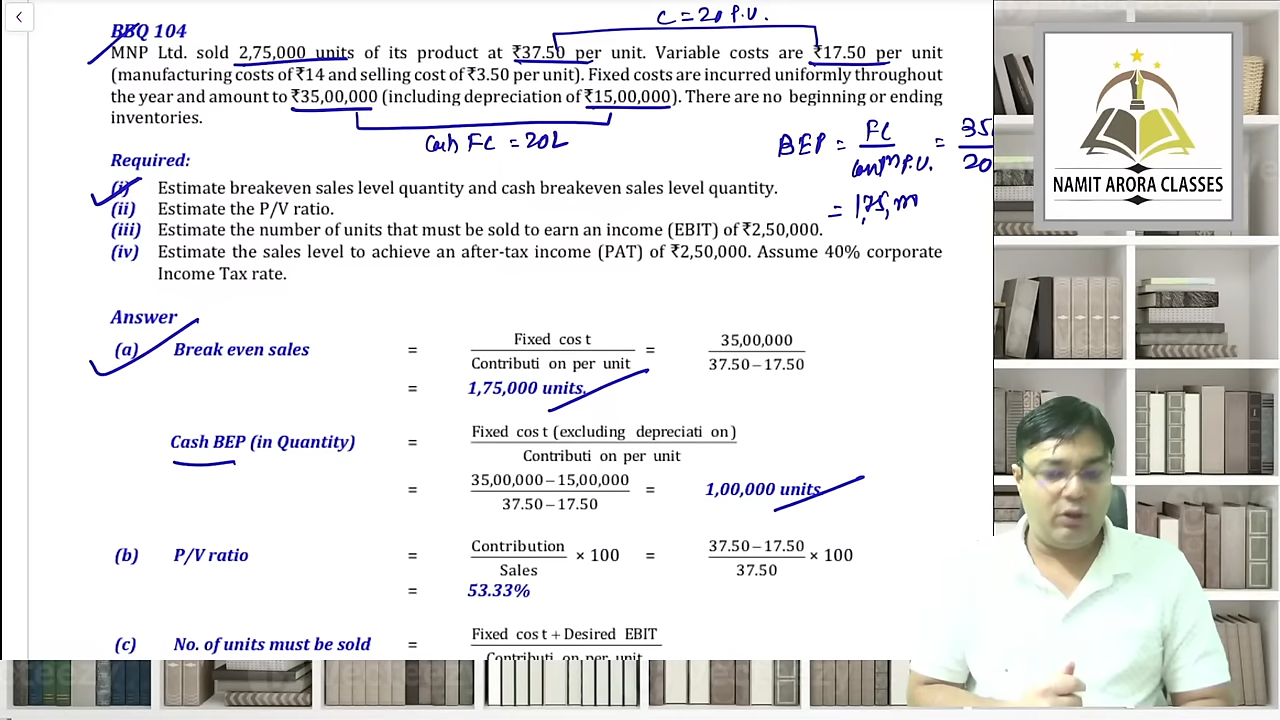 C = 20 P.U.
BBQ 104
MNP Ltd. sold 2,75,000 units of its product at ₹37.50 per unit. Variable costs are ₹17.50 per unit
(manufacturing costs of ₹14 and selling cost of ₹3.50 per unit). Fixed costs are incurred uniformly throughout
the year and amount to ₹35,00,000 (including depreciation of ₹15,00,000). There are no beginning or ending
inventories.
Cash FC = 20L
BEP = FC / Contn P.U. = 35 / 20
= 1,75,000
Required:
(i) Estimate breakeven sales level quantity and cash breakeven sales level quantity.
(ii) Estimate the P/V ratio.
(iii) Estimate the number of units that must be sold to earn an income (EBIT) of ₹2,50,000.
(iv) Estimate the sales level to achieve an after-tax income (PAT) of ₹2,50,000. Assume 40% corporate
Income Tax rate.
Answer
(a) Break even sales = Fixed cos t / Contributi on per unit = 35,00,000 / 37.50 – 17.50
= 1,75,000 units.
Cash BEP (in Quantity) = Fixed cos t (excluding depreciati on) / Contributi on per unit
= 35,00,000 – 15,00,000 / 37.50 – 17.50 = 1,00,000 units
(b) P/V ratio = Contribution / Sales × 100 = 37.50 – 17.50 / 37.50 × 100
= 53.33%
(c) No. of units must be sold = Fixed cos t + Desired EBIT / Contributi on per unit
NAMIT ARORA CLASSES